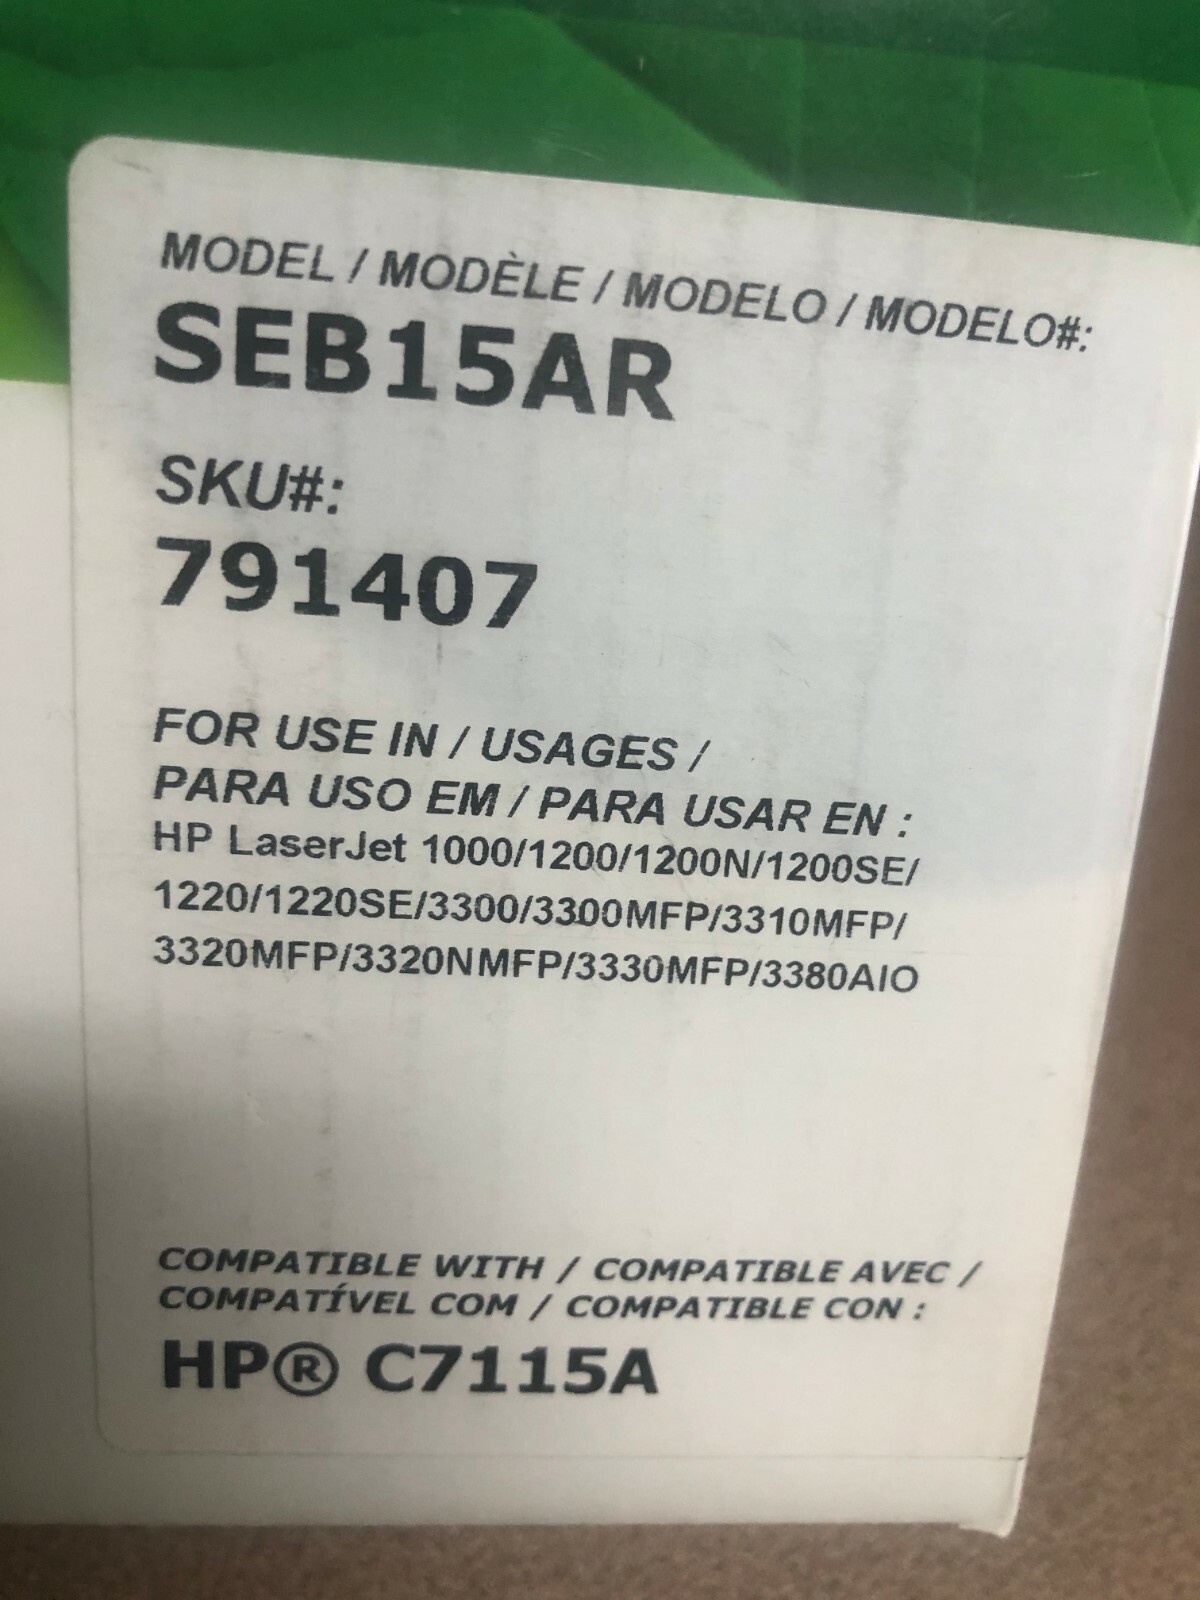 MODEL / MODÈLE / MODELO / MODELO#:
SEB15AR
SKU#:
791407
FOR USE IN / USAGES /
PARA USO EM / PARA USAR EN :
HP LaserJet 1000/1200/1200N/1200SE/
1220/1220SE/3300/3300MFP/3310MFP/
3320MFP/3320NMFP/3330MFP/3380AIO
COMPATIBLE WITH / COMPATIBLE AVEC /
COMPATÍVEL COM / COMPATIBLE CON :
HP® C7115A